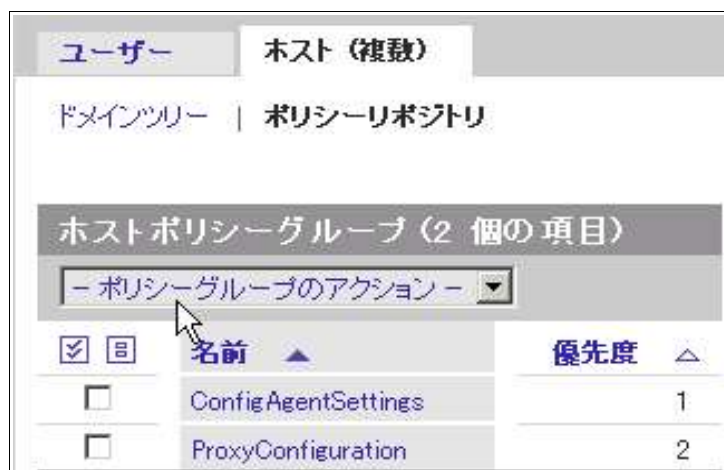 ユーザー ホスト (複数)
ドメインツリー | ポリシーリポジトリ
ホストポリシーグループ (2 個の項目)
- ポリシーグループのアクション -
名前 優先度
ConfigAgentSettings 1
ProxyConfiguration 2